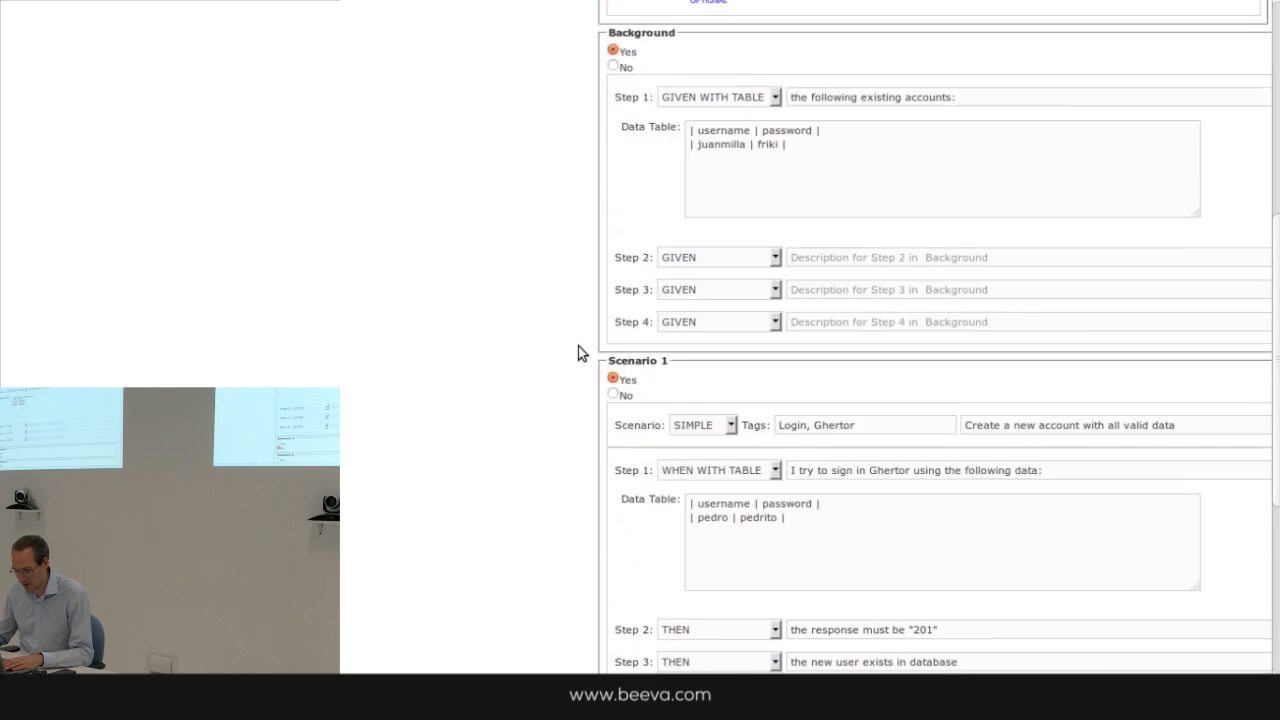 OPTIONAL
Background
Yes
No
Step 1: GIVEN WITH TABLE the following existing accounts:
Data Table: | username | password |
| juanmilla | friki |
Step 2: GIVEN Description for Step 2 in Background
Step 3: GIVEN Description for Step 3 in Background
Step 4: GIVEN Description for Step 4 in Background
Scenario 1
Yes
No
Scenario: SIMPLE Tags: Login, Ghertor Create a new account with all valid data
Step 1: WHEN WITH TABLE I try to sign in Ghertor using the following data:
Data Table: | username | password |
| pedro | pedrito |
Step 2: THEN the response must be "201"
Step 3: THEN the new user exists in database
www.beeva.com